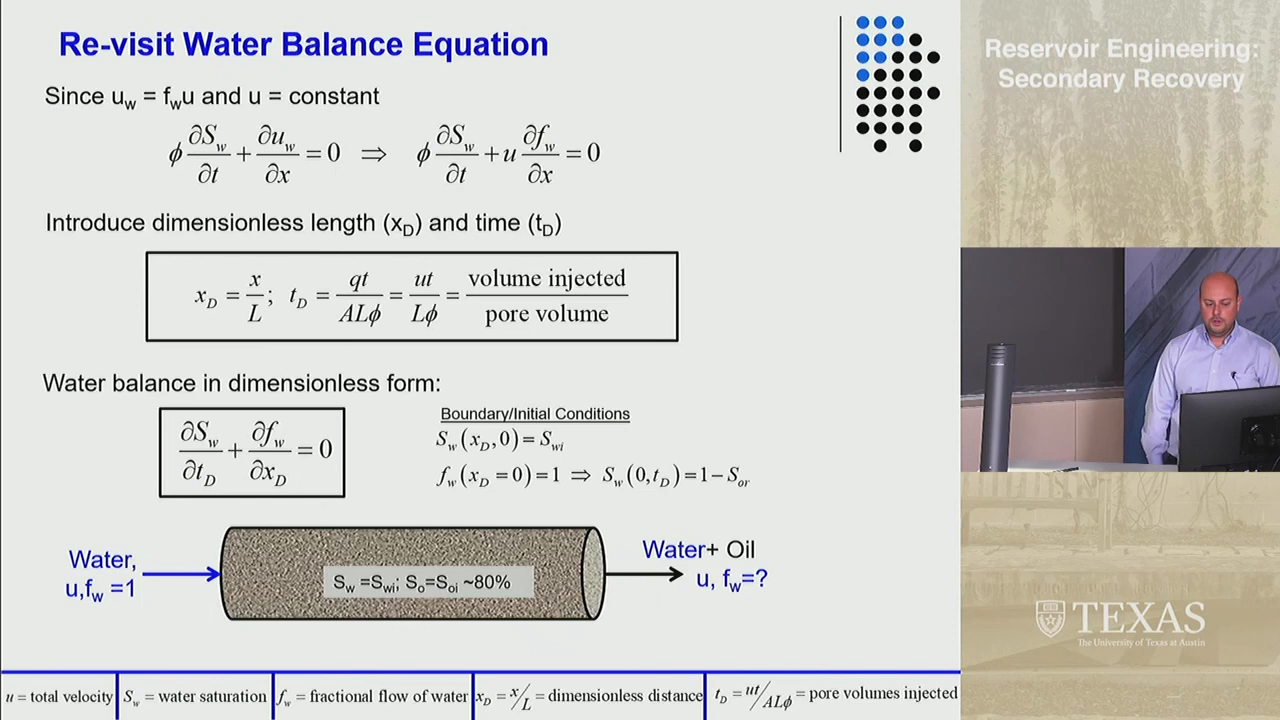 Re-visit Water Balance Equation
Since u_w = f_w u and u = constant
ϕ ∂S_w/∂t + ∂u_w/∂x = 0 ⇒ ϕ ∂S_w/∂t + u ∂f_w/∂x = 0
Introduce dimensionless length (x_D) and time (t_D)
x_D = x/L; t_D = qt/ALϕ = ut/Lϕ = volume injected/pore volume
Water balance in dimensionless form:
∂S_w/∂t_D + ∂f_w/∂x_D = 0
Boundary/Initial Conditions
S_w(x_D,0) = S_wi
f_w(x_D = 0) = 1 ⇒ S_w(0,t_D) = 1 − S_or
Water,
u,f_w =1
S_w =S_wi; S_o=S_oi ~80%
Water+ Oil
u, f_w=?
u = total velocity
S_w = water saturation
f_w = fractional flow of water
x_D = x/L = dimensionless distance
t_D = ut/ALϕ = pore volumes injected
Reservoir Engineering:
Secondary Recovery
TEXAS
The University of Texas at Austin